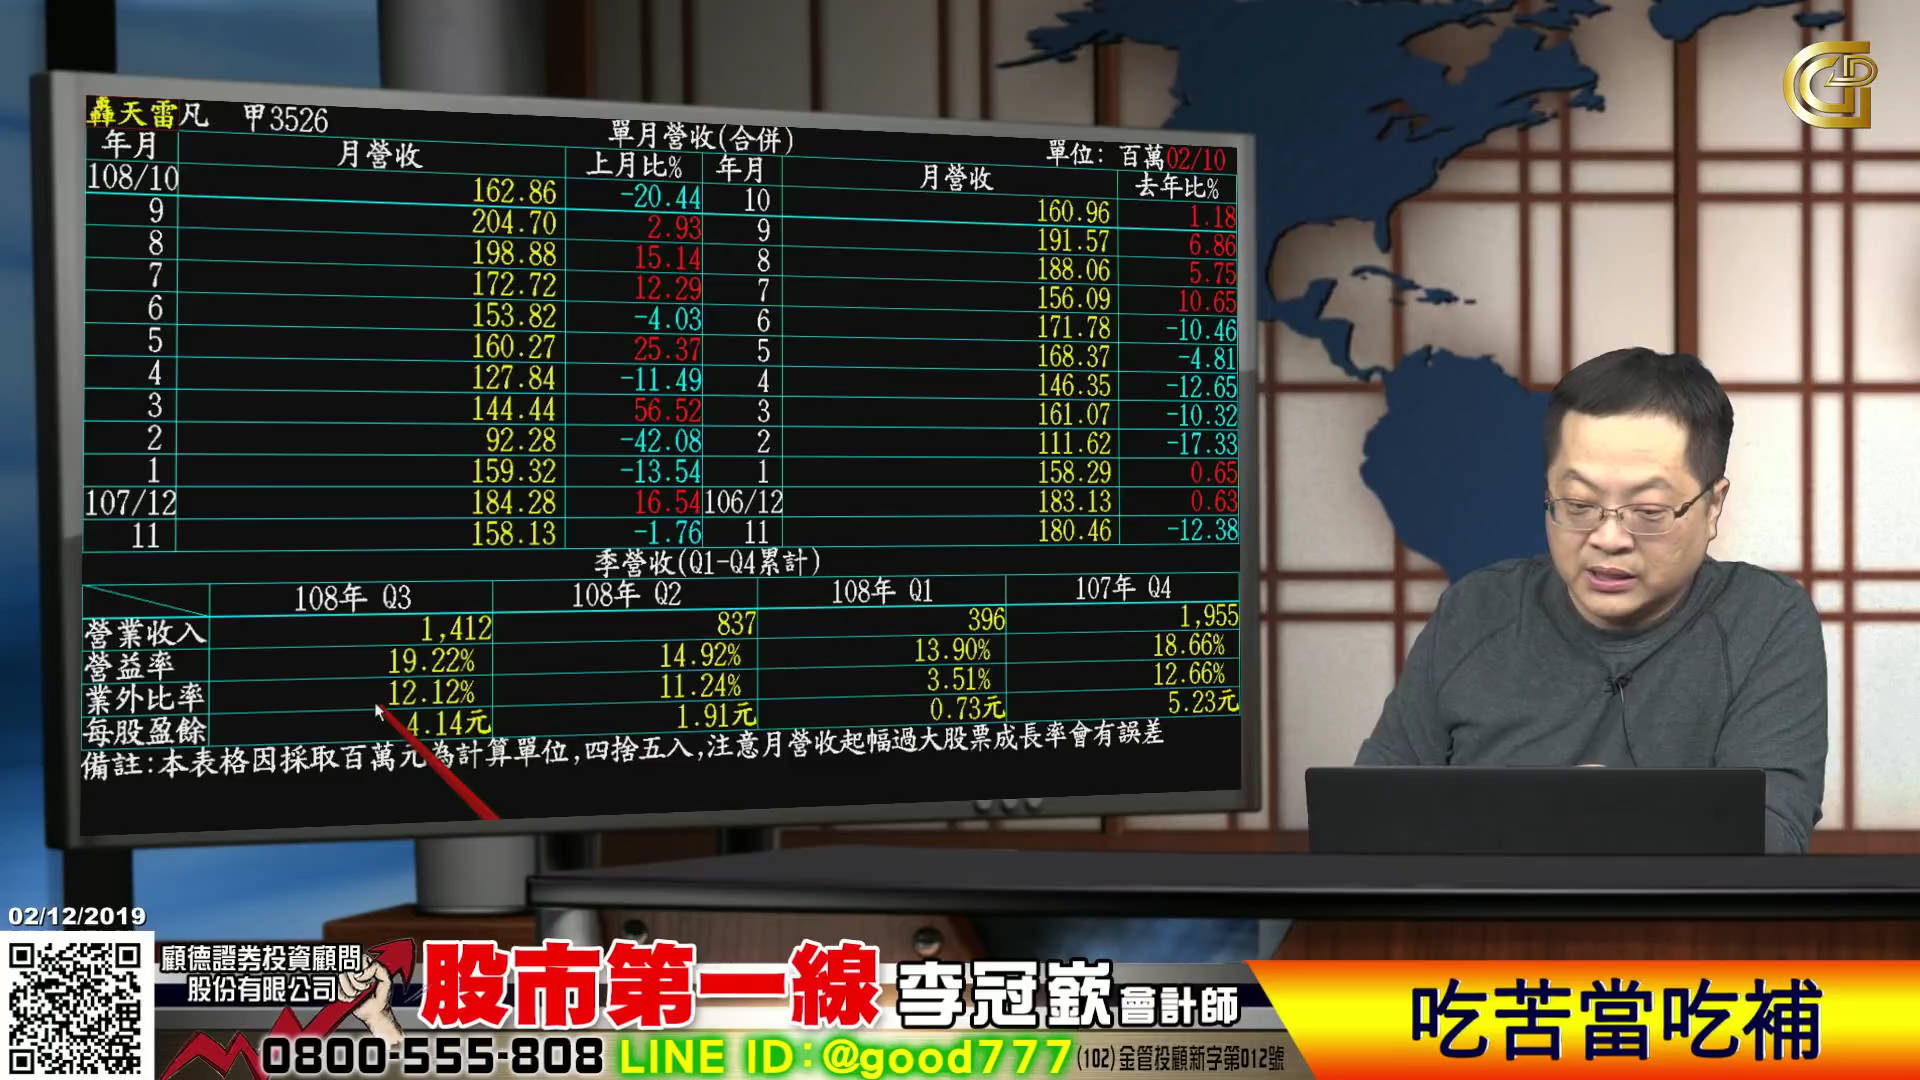 轟天雷凡 甲3526 單月營收(合併) 單位: 百萬02/10
年月 月營收 上月比% 年月 月營收 去年比%
108/10 162.86 -20.44 10 160.96 1.18
9 204.70 2.93 9 191.57 6.86
8 198.88 15.14 8 188.06 5.75
7 172.72 12.29 7 156.09 10.65
6 153.82 -4.03 6 171.78 -10.46
5 160.27 25.37 5 168.37 -4.81
4 127.84 -11.49 4 146.35 -12.65
3 144.44 56.52 3 161.07 -10.32
2 92.28 -42.08 2 111.62 -17.33
1 159.32 -13.54 1 158.29 0.65
107/12 184.28 16.54 106/12 183.13 0.63
11 158.13 -1.76 11 180.46 -12.38
季營收(Q1-Q4累計)
108年 Q3 108年 Q2 108年 Q1 107年 Q4
營業收入 1,412 837 396 1,955
營益率 19.22% 14.92% 13.90% 18.66%
業外比率 12.12% 11.24% 3.51% 12.66%
每股盈餘 4.14元 1.91元 0.73元 5.23元
備註:本表格因採取百萬元為計算單位,四捨五入,注意月營收起幅過大股票成長率會有誤差
02/12/2019
顧德證券投資顧問
股份有限公司
股市第一線 李冠嶔會計師
0800-555-808 LINE ID:@good777 (102)金管投顧新字第012號
吃苦當吃補